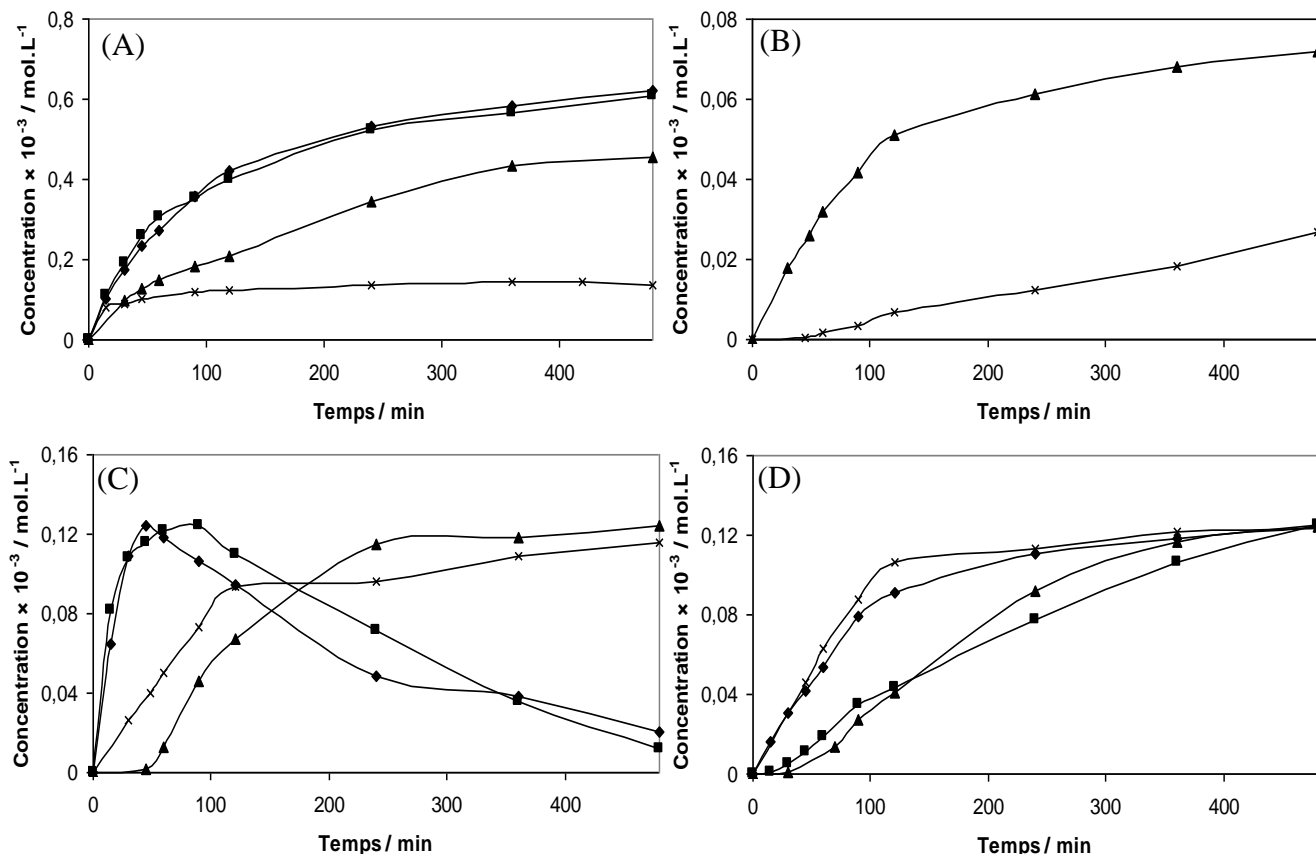 (A)
Concentration × 10⁻³ / mol.L⁻¹
0,8
0,6
0,4
0,2
0
0 100 200 300 400
Temps / min
(B)
Concentration × 10⁻³ / mol.L⁻¹
0,08
0,06
0,04
0,02
0
0 100 200 300 400
Temps / min
(C)
Concentration × 10⁻³ / mol.L⁻¹
0,16
0,12
0,08
0,04
0
0 100 200 300 400
Temps / min
(D)
Concentration × 10⁻³ / mol.L⁻¹
0,16
0,12
0,08
0,04
0
0 100 200 300 400
Temps / min